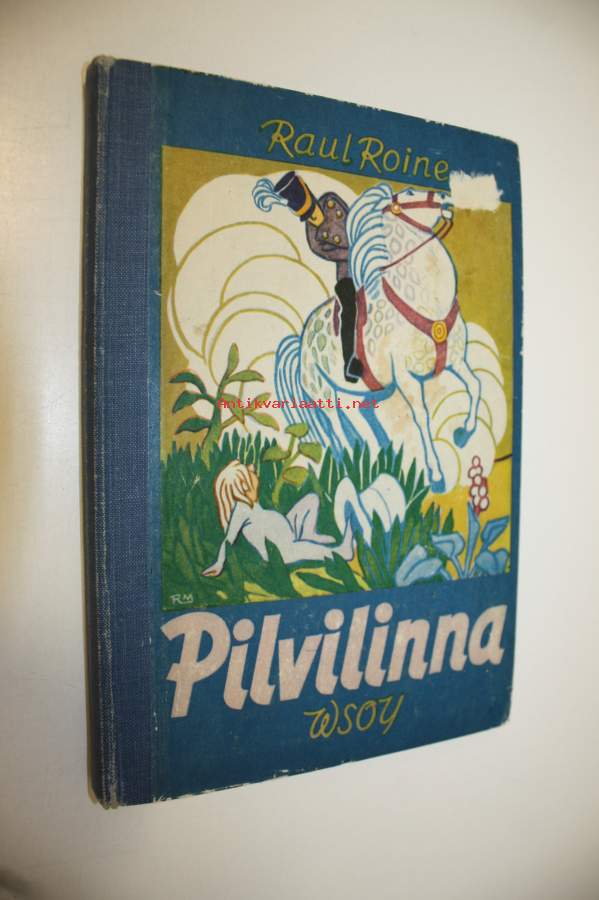 Raul Roine
antikvariaatti.net
RM
Pilvilinna
WSOY